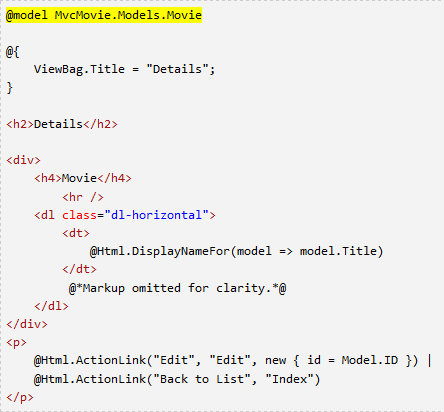 @model MvcMovie.Models.Movie
@{
    ViewBag.Title = "Details";
}
<h2>Details</h2>
<div>
    <h4>Movie</h4>
        <hr />
    <dl class="dl-horizontal">
        <dt>
            @Html.DisplayNameFor(model => model.Title)
        </dt>
         @*Markup omitted for clarity.*@
    </dl>
</div>
<p>
    @Html.ActionLink("Edit", "Edit", new { id = Model.ID }) |
    @Html.ActionLink("Back to List", "Index")
</p>